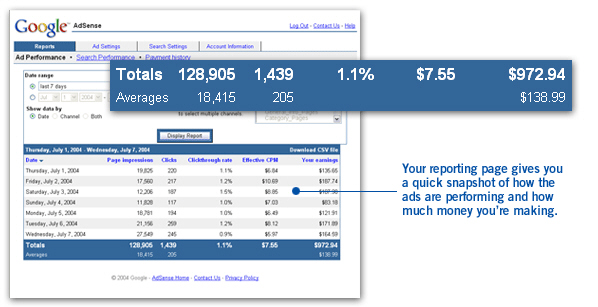 Google™ AdSense
Log Out - Contact Us - Help
Reports Ad Settings Search Settings Account Information
Ad Performance • Search Performance • Payment history
Totals 128,905 1,439 1.1% $7.55 $972.94
Averages 18,415 205 $138.99
Date range
last 7 days
Jul 1 2004
Show data by
Date Channel Both
to select multiple channels
Category_Pages
Display Report
Thursday, July 1, 2004 - Wednesday, July 7, 2004 Download CSV file
Date Page impressions Clicks Clickthrough rate Effective CPM Your earnings
Thursday, July 1, 2004 19,825 220 1.1% $6.84 $135.65
Friday, July 2, 2004 17,560 217 1.2% $10.69 $187.74
Saturday, July 3, 2004 12,206 187 1.5% $8.85 $107.98
Sunday, July 4, 2004 11,828 117 1.0% $7.03 $83.18
Monday, July 5, 2004 18,781 194 1.0% $6.49 $121.91
Tuesday, July 6, 2004 21,156 259 1.2% $8.12 $171.89
Wednesday, July 7, 2004 27,549 245 0.9% $5.97 $164.59
Totals 128,905 1,439 1.1% $7.55 $972.94
Averages 18,415 205 $138.99
© 2004 Google - AdSense Home - Contact Us - Privacy Policy
Your reporting page gives you
a quick snapshot of how the
ads are performing and how
much money you're making.